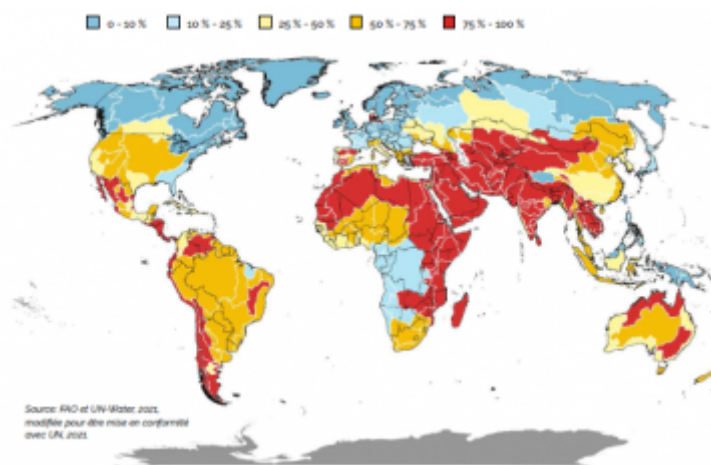 0 - 10 % 10 % - 25 % 25 % - 50 % 50 % - 75 % 75 % - 100 %
Source: FAO et UN-Water, 2021,
modifiée pour être mise en conformité
avec UN, 2021.